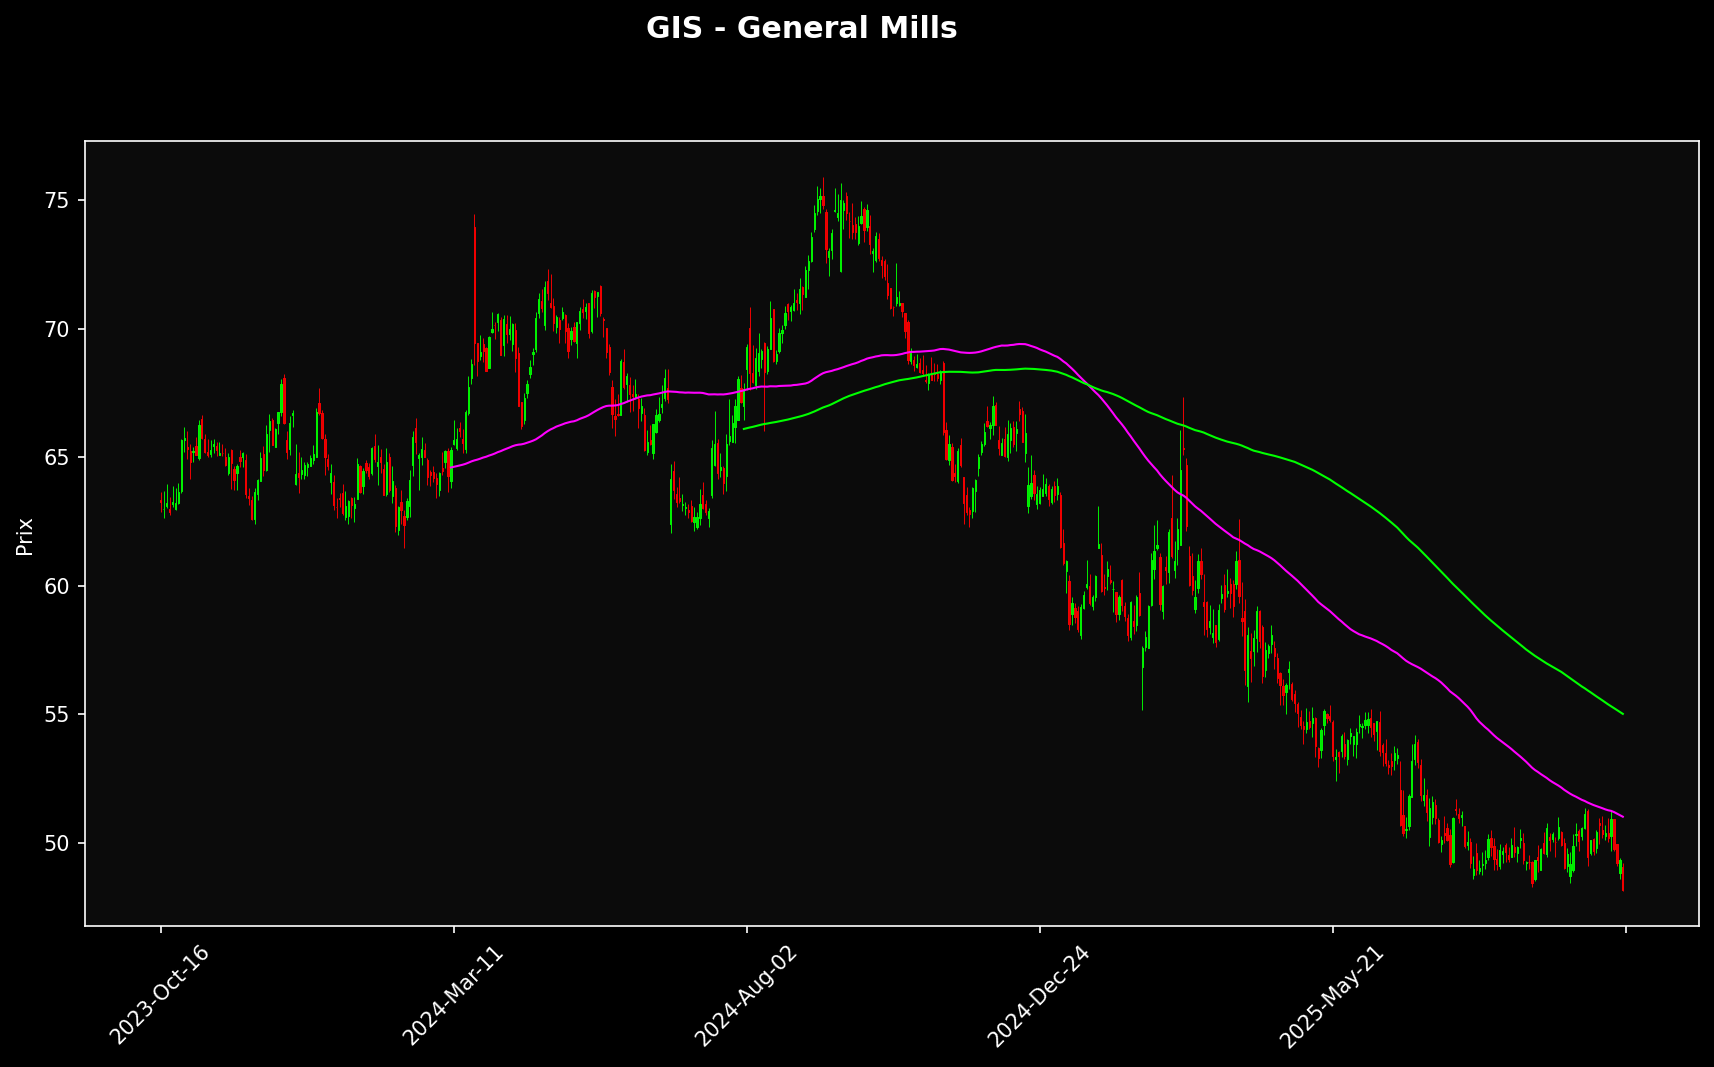 GIS - General Mills
Prix
75
70
65
60
55
50
2023-Oct-16
2024-Mar-11
2024-Aug-02
2024-Dec-24
2025-May-21